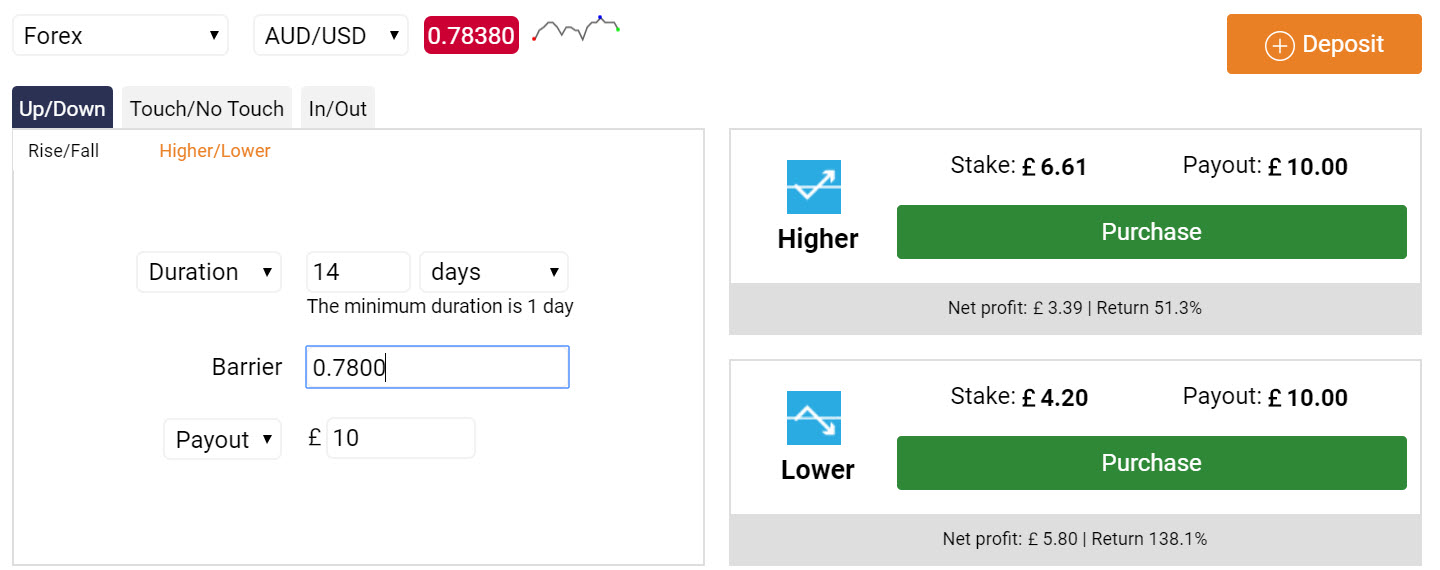 Forex AUD/USD 0.78380 Deposit
Up/Down Touch/No Touch In/Out
Rise/Fall Higher/Lower
Duration 14 days
The minimum duration is 1 day
Barrier 0.7800
Payout £ 10
Stake: £ 6.61 Payout: £ 10.00
Higher Purchase
Net profit: £ 3.39 | Return 51.3%
Stake: £ 4.20 Payout: £ 10.00
Lower Purchase
Net profit: £ 5.80 | Return 138.1%